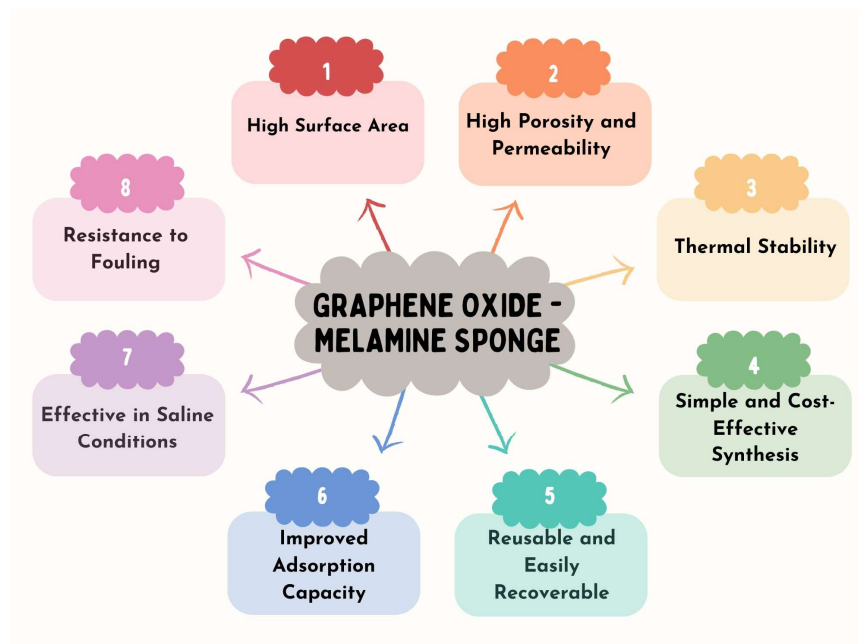 1
High Surface Area
2
High Porosity and
Permeability
3
Thermal Stability
4
Simple and Cost-
Effective
Synthesis
5
Reusable and
Easily
Recoverable
6
Improved
Adsorption
Capacity
7
Effective in Saline
Conditions
8
Resistance to
Fouling
GRAPHENE OXIDE -
MELAMINE SPONGE